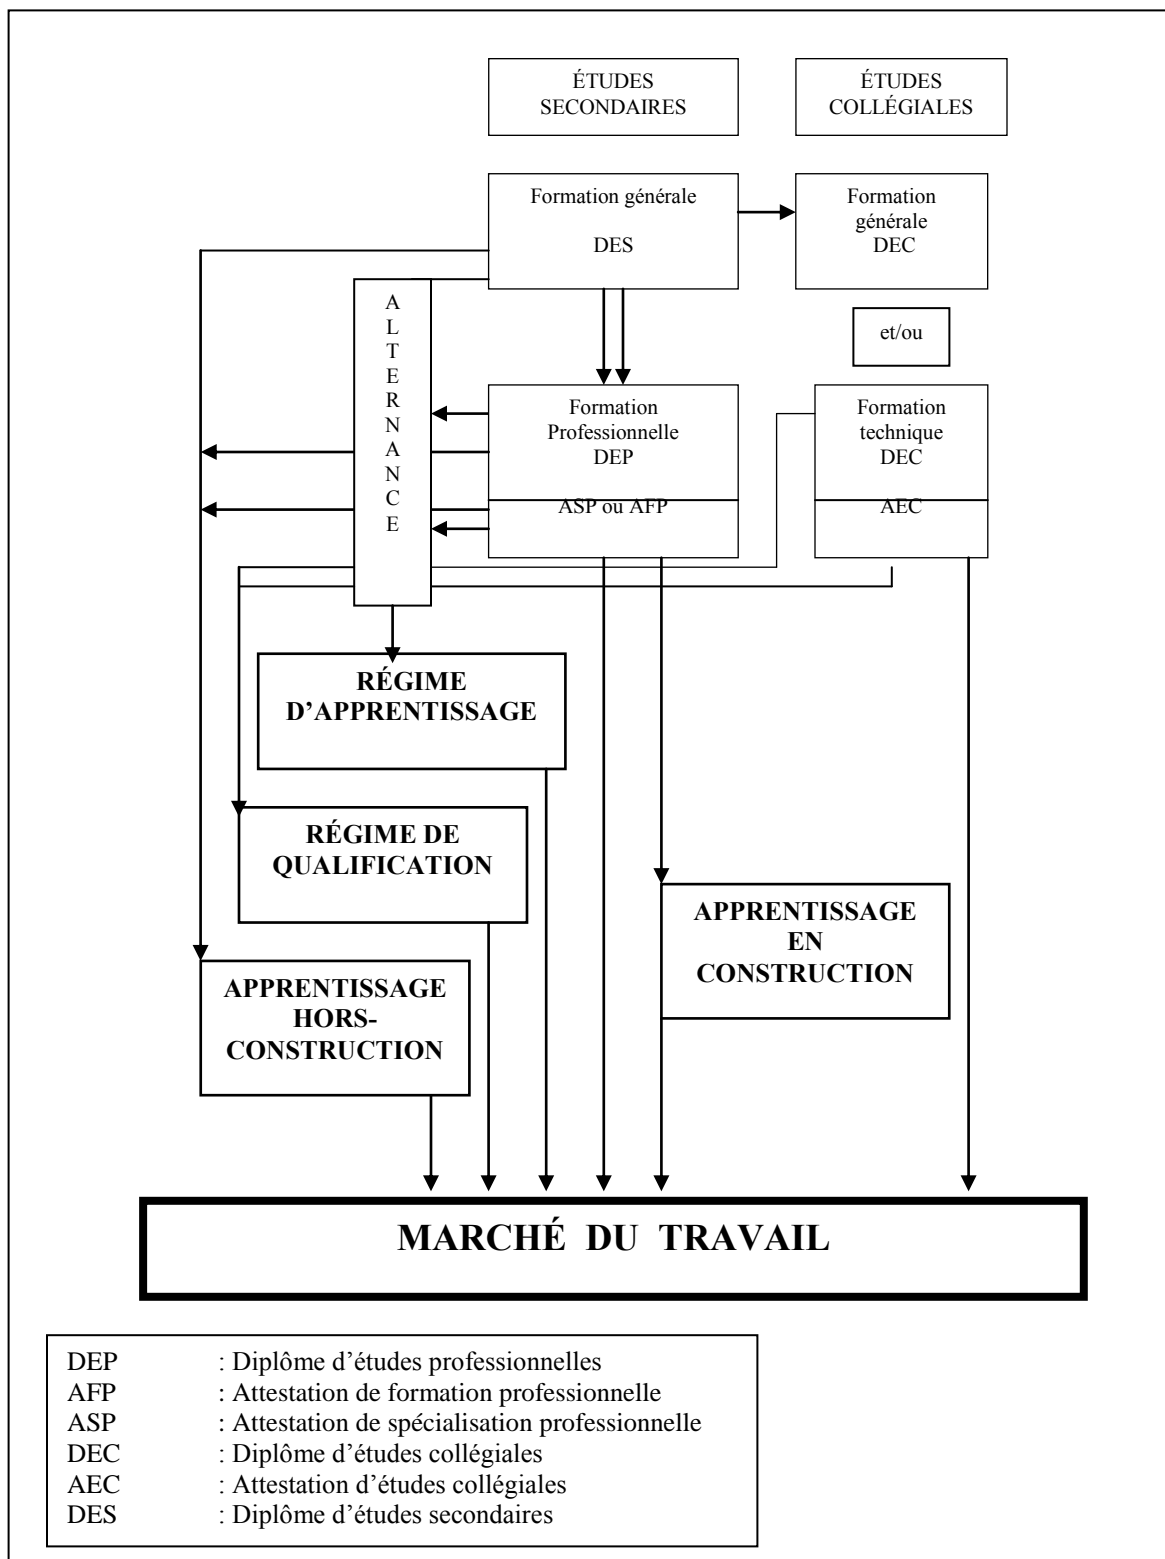 ÉTUDES
SECONDAIRES
ÉTUDES
COLLÉGIALES
Formation générale
DES
Formation
générale
DEC
et/ou
A
L
T
E
R
N
A
N
C
E
Formation
Professionnelle
DEP
ASP ou AFP
Formation
technique
DEC
AEC
RÉGIME
D’APPRENTISSAGE
RÉGIME DE
QUALIFICATION
APPRENTISSAGE
EN
CONSTRUCTION
APPRENTISSAGE
HORS-
CONSTRUCTION
MARCHÉ DU TRAVAIL
DEP : Diplôme d’études professionnelles
AFP : Attestation de formation professionnelle
ASP : Attestation de spécialisation professionnelle
DEC : Diplôme d’études collégiales
AEC : Attestation d’études collégiales
DES : Diplôme d’études secondaires